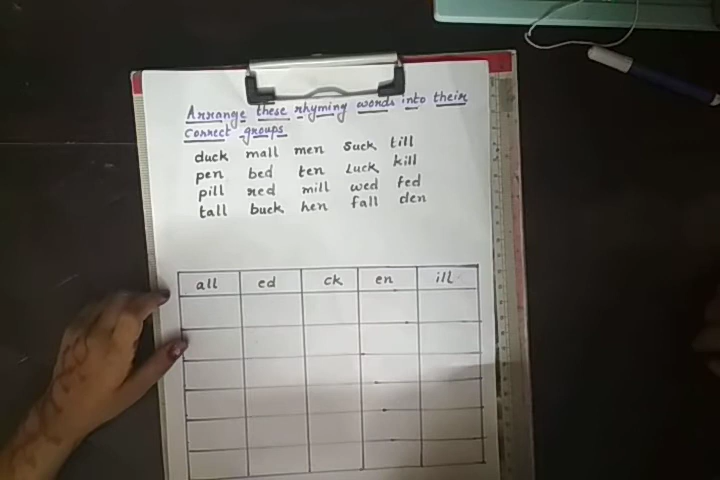 Arrange these rhyming words into their
correct groups
duck mall men suck till
pen bed ten Luck kill
pill red mill wed fed
tall buck hen fall den
all ed ck en ill